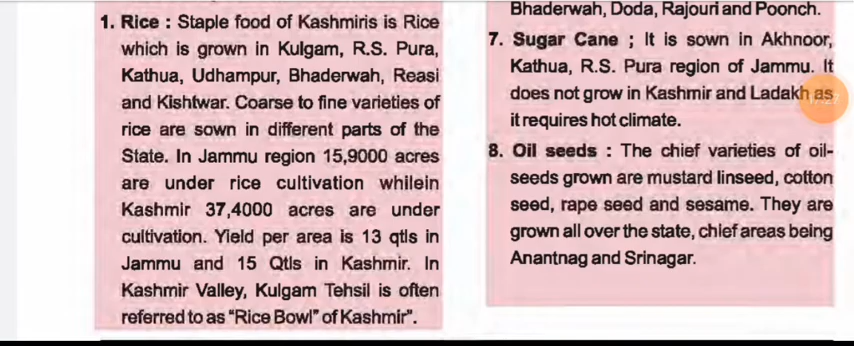 1. Rice : Staple food of Kashmiris is Rice
which is grown in Kulgam, R.S. Pura,
Kathua, Udhampur, Bhaderwah, Reasi
and Kishtwar. Coarse to fine varieties of
rice are sown in different parts of the
State. In Jammu region 15,9000 acres
are under rice cultivation whilein
Kashmir 37,4000 acres are under
cultivation. Yield per area is 13 qtls in
Jammu and 15 Qtls in Kashmir. In
Kashmir Valley, Kulgam Tehsil is often
referred to as “Rice Bowl” of Kashmir”.
Bhaderwah, Doda, Rajouri and Poonch.
7. Sugar Cane ; It is sown in Akhnoor,
Kathua, R.S. Pura region of Jammu. It
does not grow in Kashmir and Ladakh as
it requires hot climate.
8. Oil seeds : The chief varieties of oil-
seeds grown are mustard linseed, cotton
seed, rape seed and sesame. They are
grown all over the state, chief areas being
Anantnag and Srinagar.